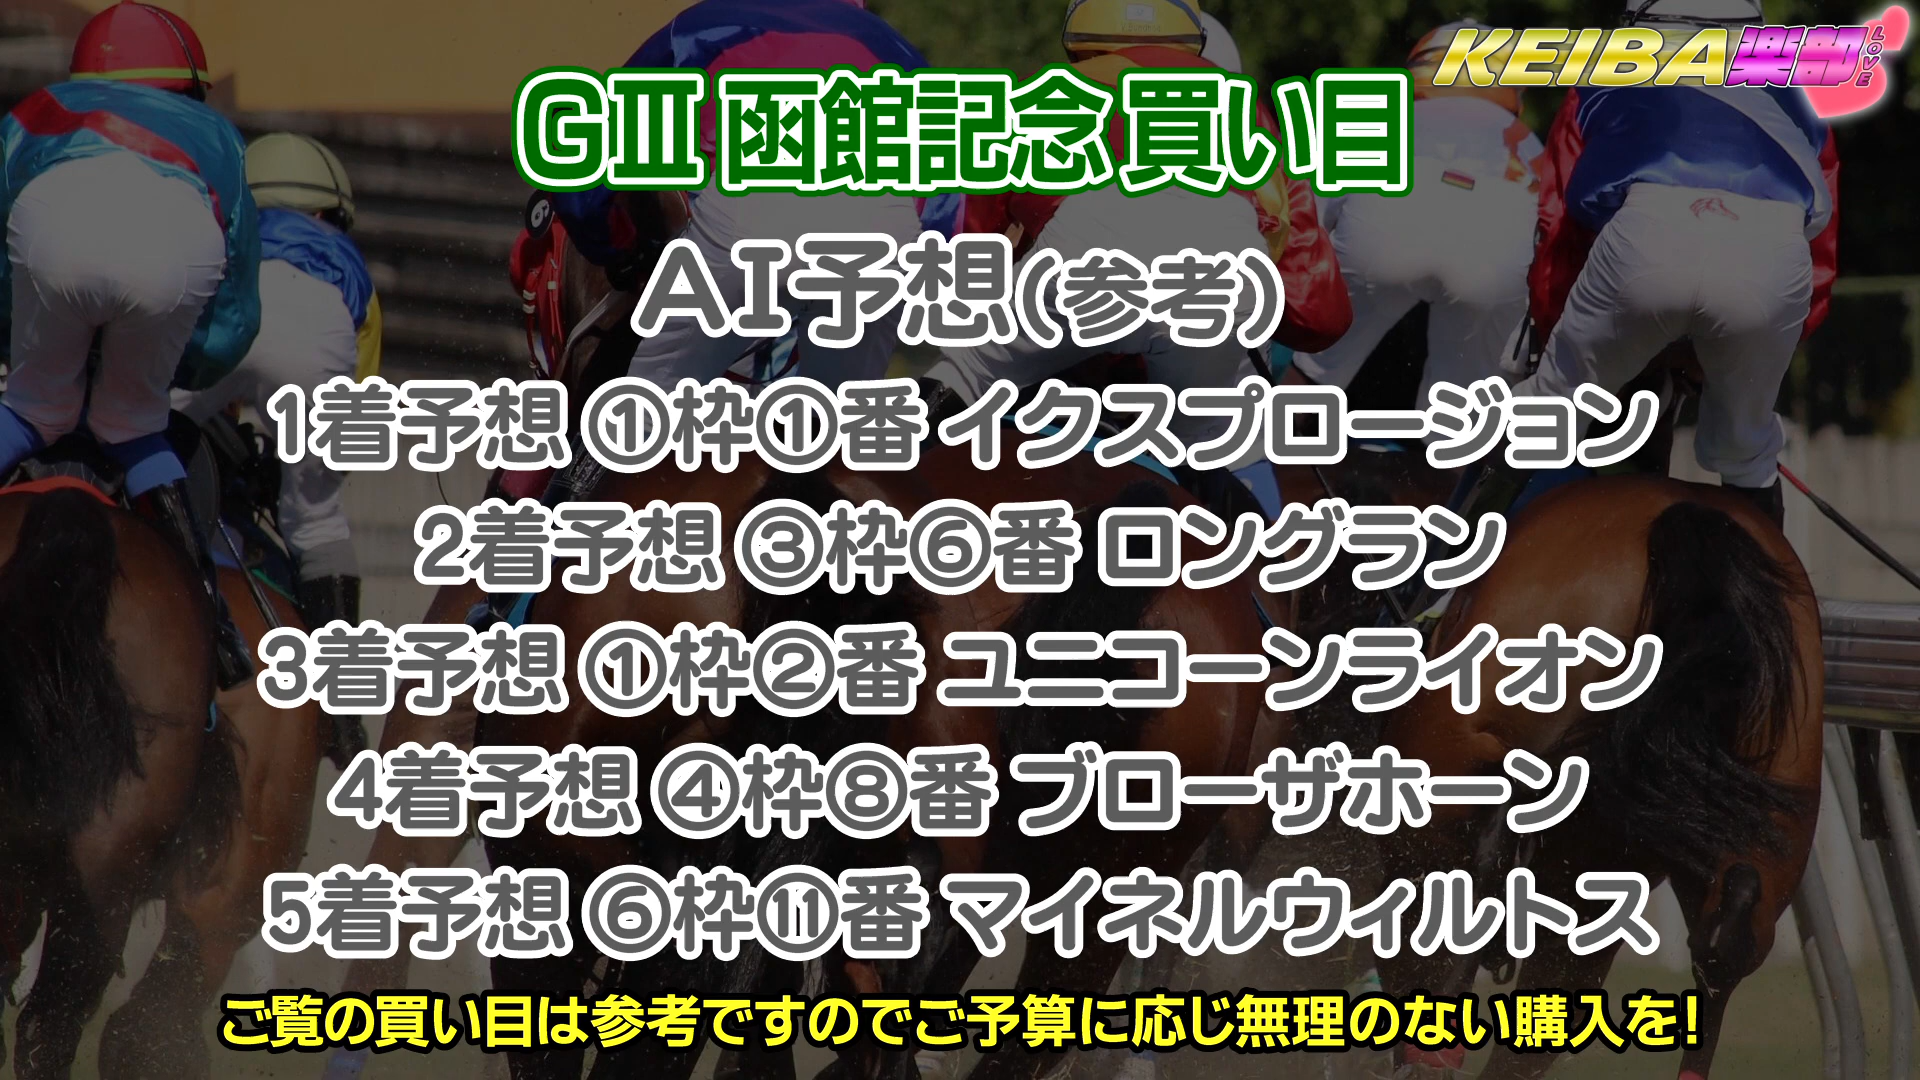 KEIBA楽部LOVE
GⅢ 函館記念 買い目
AI予想(参考)
1着予想 ①枠①番 イクスプロージョン
2着予想 ③枠⑥番 ロングラン
3着予想 ①枠②番 ユニコーンライオン
4着予想 ④枠⑧番 ブローザホーン
5着予想 ⑥枠⑪番 マイネルウィルトス
ご覧の買い目は参考ですのでご予算に応じ無理のない購入を!